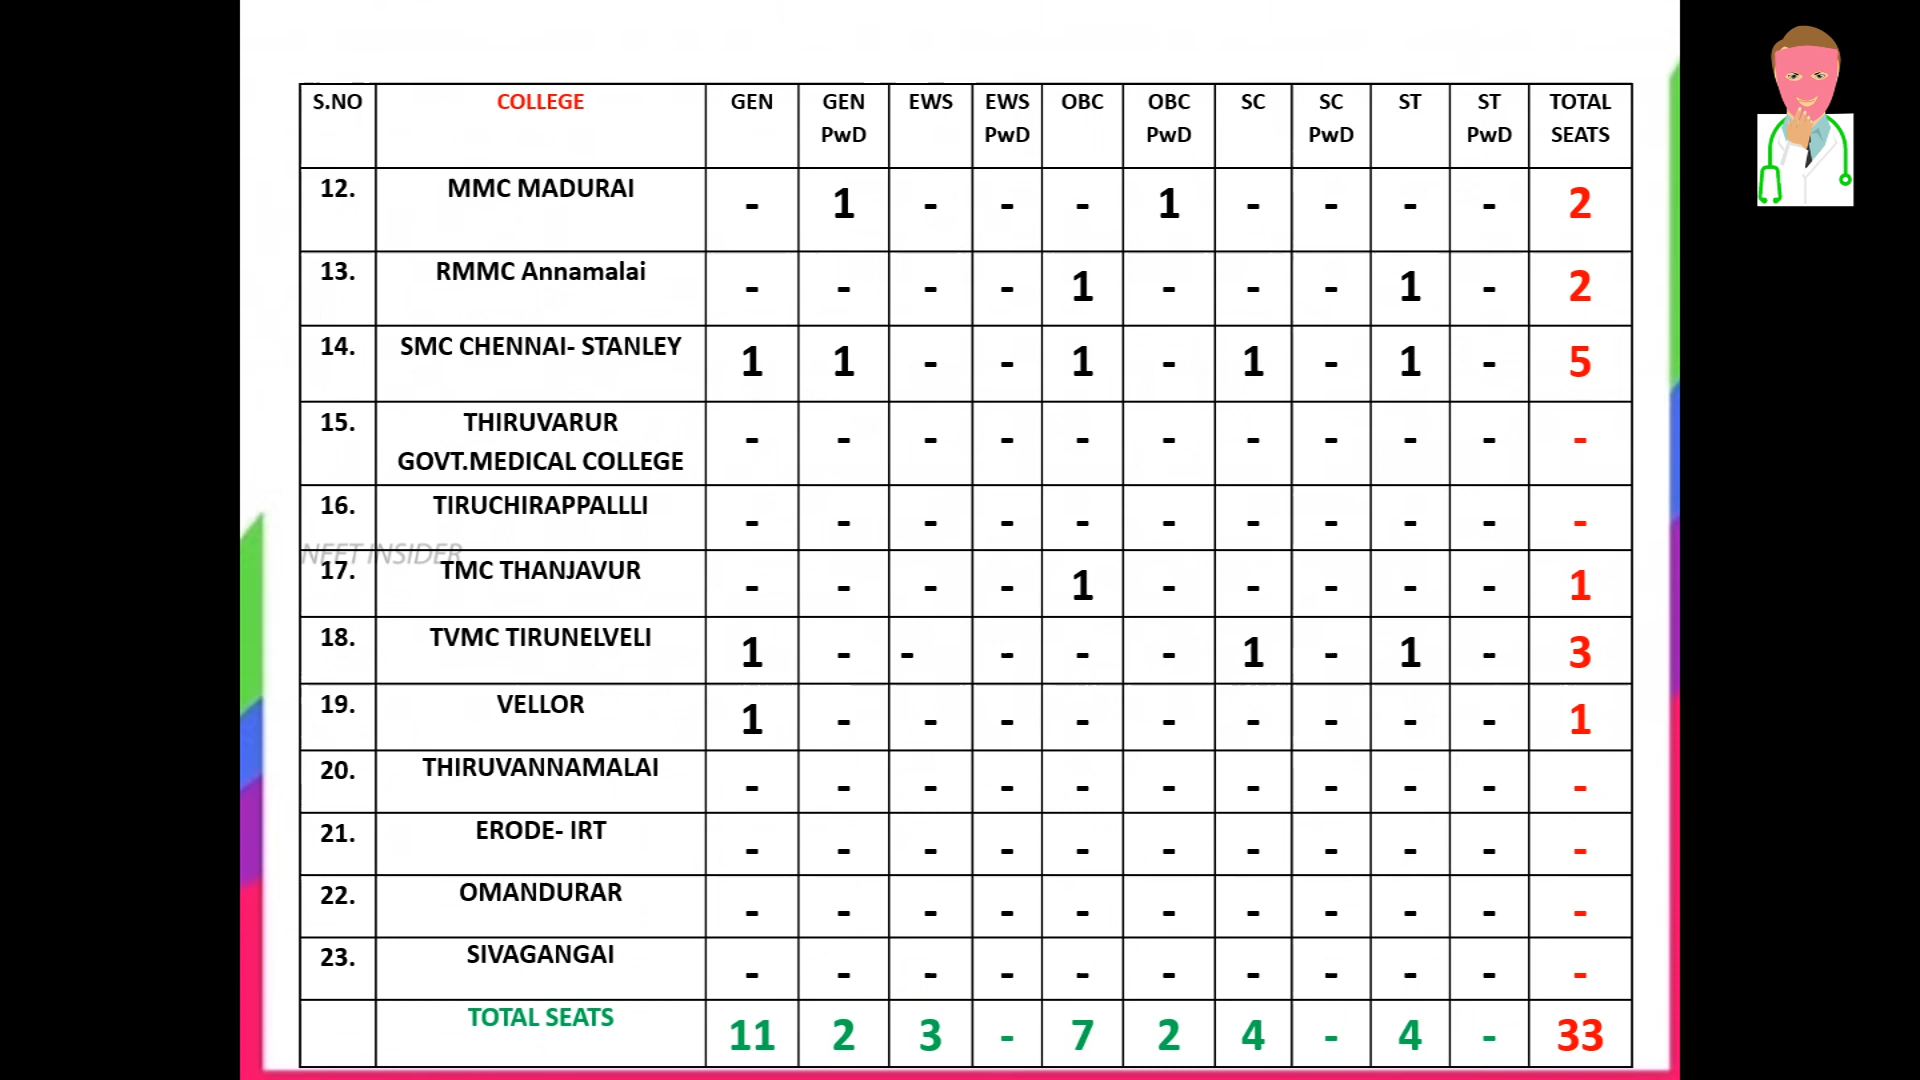 S.NO COLLEGE GEN GEN PwD EWS EWS PwD OBC OBC PwD SC SC PwD ST ST PwD TOTAL SEATS
12. MMC MADURAI - 1 - - - 1 - - - - 2
13. RMMC Annamalai - - - - 1 - - - 1 - 2
14. SMC CHENNAI- STANLEY 1 1 - - 1 - 1 - 1 - 5
15. THIRUVARUR GOVT.MEDICAL COLLEGE - - - - - - - - - - -
16. TIRUCHIRAPPALLLI - - - - - - - - - - -
NEET INSIDER
17. TMC THANJAVUR - - - - 1 - - - - - 1
18. TVMC TIRUNELVELI 1 - - - - - 1 - 1 - 3
19. VELLOR 1 - - - - - - - - - 1
20. THIRUVANNAMALAI - - - - - - - - - - -
21. ERODE- IRT - - - - - - - - - - -
22. OMANDURAR - - - - - - - - - - -
23. SIVAGANGAI - - - - - - - - - - -
TOTAL SEATS 11 2 3 - 7 2 4 - 4 - 33